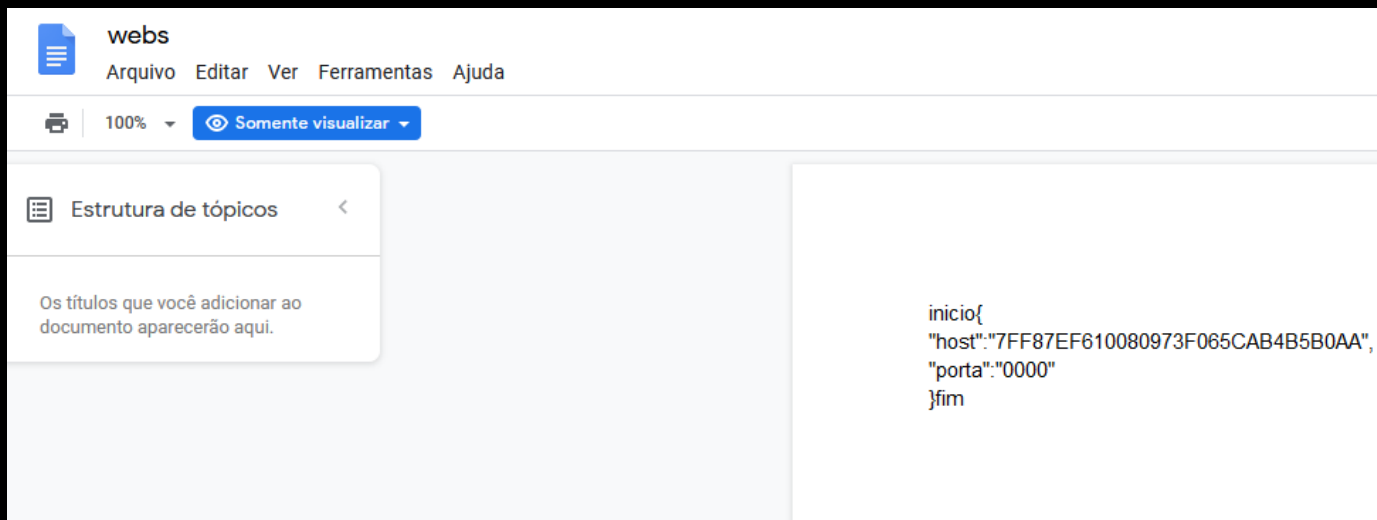 webs
Arquivo Editar Ver Ferramentas Ajuda
100% Somente visualizar
Estrutura de tópicos
Os títulos que você adicionar ao
documento aparecerão aqui.
inicio{
"host":"7FF87EF610080973F065CAB4B5B0AA",
"porta":"0000"
}fim